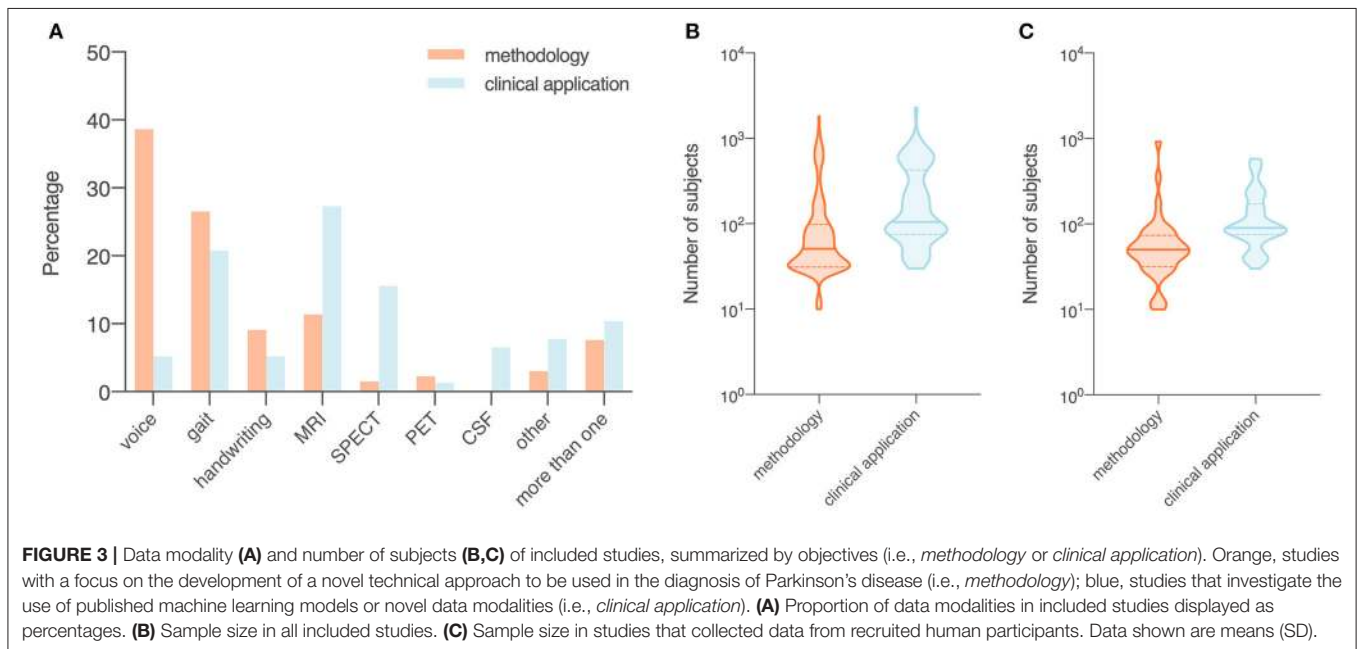 A
50
40
30
20
10
0
Percentage
methodology
clinical application
voice
gait
handwriting
MRI
SPECT
PET
CSF
other
more than one
B
10⁴
10³
10²
10¹
10⁰
Number of subjects
methodology
clinical application
C
10⁴
10³
10²
10¹
10⁰
Number of subjects
methodology
clinical application
FIGURE 3 | Data modality (A) and number of subjects (B,C) of included studies, summarized by objectives (i.e., methodology or clinical application). Orange, studies
with a focus on the development of a novel technical approach to be used in the diagnosis of Parkinson's disease (i.e., methodology); blue, studies that investigate the
use of published machine learning models or novel data modalities (i.e., clinical application). (A) Proportion of data modalities in included studies displayed as
percentages. (B) Sample size in all included studies. (C) Sample size in studies that collected data from recruited human participants. Data shown are means (SD).